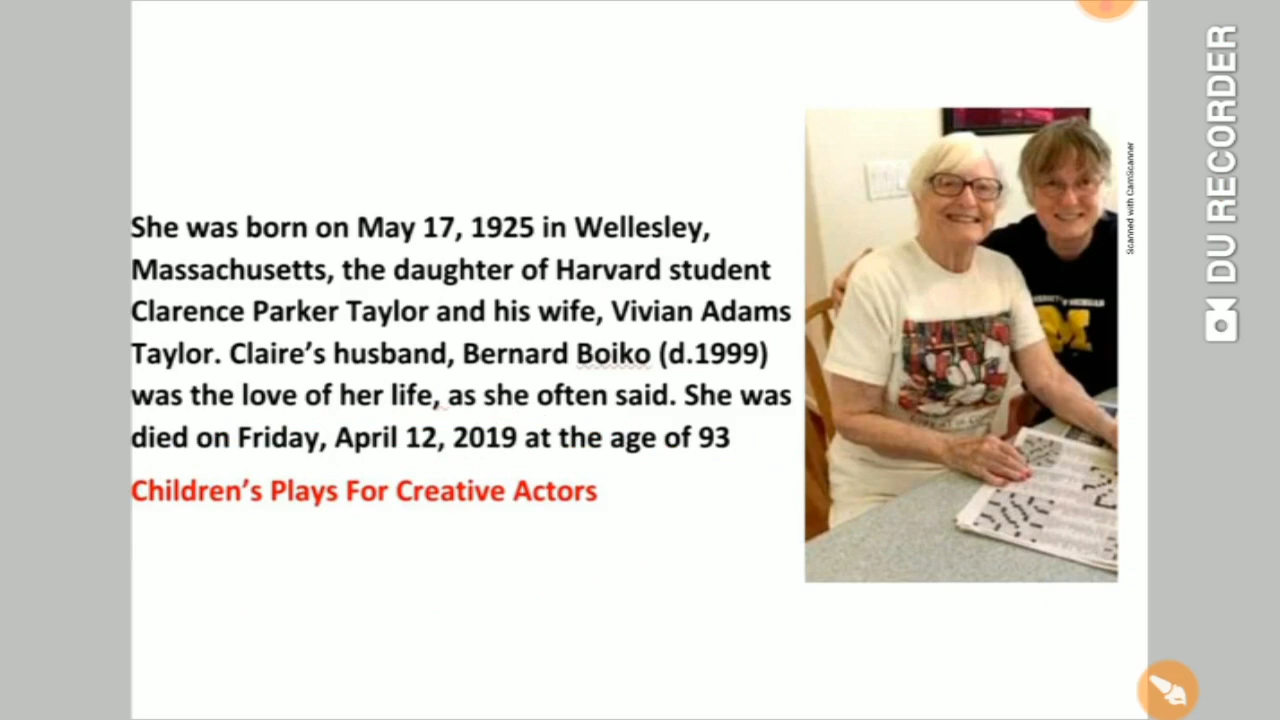 She was born on May 17, 1925 in Wellesley,
Massachusetts, the daughter of Harvard student
Clarence Parker Taylor and his wife, Vivian Adams
Taylor. Claire's husband, Bernard Boiko (d.1999)
was the love of her life, as she often said. She was
died on Friday, April 12, 2019 at the age of 93
Children's Plays For Creative Actors
Scanned with CamScanner
DU RECORDER